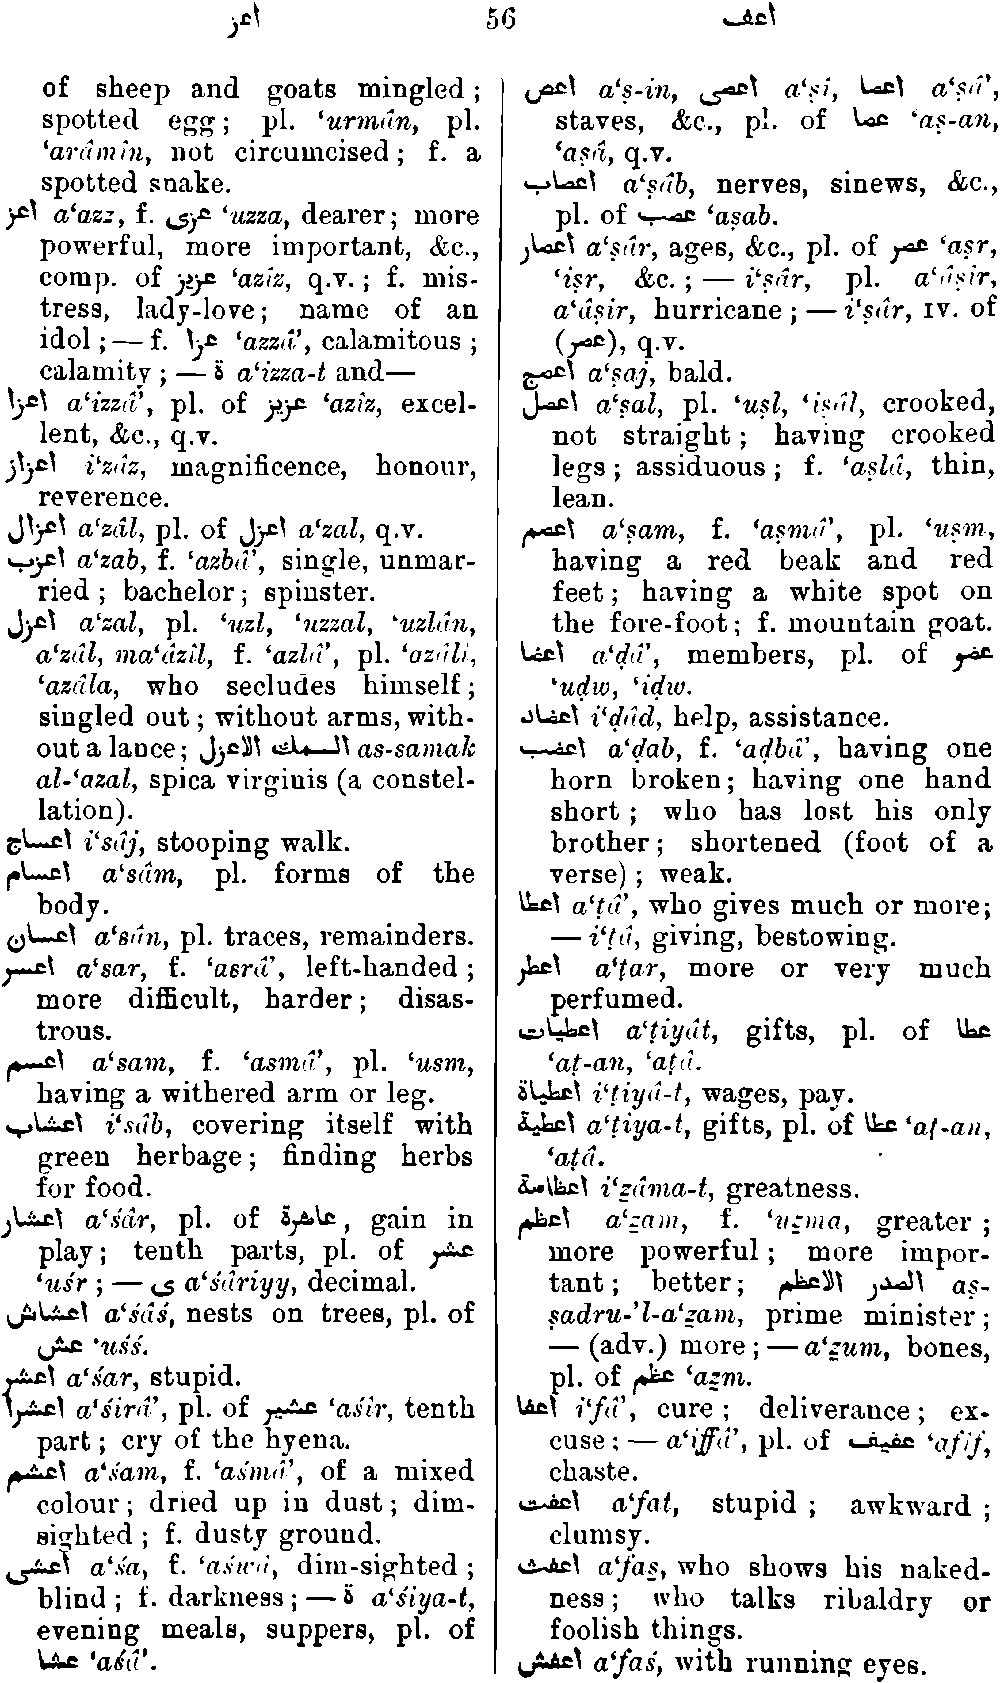 اعز 56 اعف
of sheep and goats mingled;
spotted egg; pl. ‘urmân, pl.
‘arâmîn, not circumcised; f. a
spotted snake.
اعز a‘azz, f. عزى ‘uzza, dearer; more
powerful, more important, &c.,
comp. of عزيز ‘azîz, q.v.; f. mis-
tress, lady-love; name of an
idol;—f. عزا ‘azzâ’, calamitous;
calamity; — ة a‘izza-t and—
اعزا a‘izzâ’, pl. of عزيز ‘azîz, excel-
lent, &c., q.v.
اعزاز i‘zâz, magnificence, honour,
reverence.
اعزال a‘zâl, pl. of اعزل a‘zal, q.v.
اعزب a‘zab, f. ‘azbâ’, single, unmar-
ried; bachelor; spinster.
اعزل a‘zal, pl. ‘uzl, ‘uzzal, ‘uzlân,
a‘zâl, ma‘âzîl, f. ‘azlâ’, pl. ‘azâlî,
‘azâla, who secludes himself;
singled out; without arms, with-
out a lance; السماك الاعزل as-samak
al-‘azal, spica virginis (a constel-
lation).
اعساج i‘sâj, stooping walk.
اعسام a‘sâm, pl. forms of the
body.
اعسان a‘sân, pl. traces, remainders.
اعسر a‘sar, f. ‘asrâ’, left-handed;
more difficult, harder; disas-
trous.
اعسم a‘sam, f. ‘asmâ’, pl. ‘usm,
having a withered arm or leg.
اعشاب i‘śâb, covering itself with
green herbage; finding herbs
for food.
اعشار a‘śâr, pl. of عاشرة, gain in
play; tenth parts, pl. of عشر
‘uśr; — ى a‘śâriyy, decimal.
اعشاش a‘śâś, nests on trees, pl. of
عش ‘uśś.
اعشر a‘śar, stupid.
اعشرا a‘śirâ’, pl. of عشير ‘aśîr, tenth
part; cry of the hyena.
اعشم a‘śam, f. ‘aśmâ’, of a mixed
colour; dried up in dust; dim-
sighted; f. dusty ground.
اعشى a‘śa, f. ‘aśwâ, dim-sighted;
blind; f. darkness; — ة a‘śiya-t,
evening meals, suppers, pl. of
عشا ‘aśâ’.
اعص a‘ṣ-in, اعصى a‘ṣî, اعصا a‘ṣâ’,
staves, &c., pl. of عصا ‘aṣ-an,
‘aṣâ, q.v.
اعصاب a‘ṣâb, nerves, sinews, &c.,
pl. of عصب ‘aṣab.
اعصار a‘ṣâr, ages, &c., pl. of عصر ‘aṣr,
‘iṣr, &c.; — i‘ṣâr, pl. a‘âṣîr,
a‘âṣir, hurricane; — i‘ṣâr, IV. of
(عصر), q.v.
اعصج a‘ṣaj, bald.
اعصل a‘ṣal, pl. ‘uṣl, ‘iṣâl, crooked,
not straight; having crooked
legs; assiduous; f. ‘aṣlâ, thin,
lean.
اعصم a‘ṣam, f. ‘aṣmâ’, pl. ‘uṣm,
having a red beak and red
feet; having a white spot on
the fore-foot; f. mountain goat.
اعضا a‘ḍâ’, members, pl. of عضو
‘uḍw, ‘iḍw.
اعضاد i‘ḍâd, help, assistance.
اعضب a‘ḍab, f. ‘aḍbâ’, having one
horn broken; having one hand
short; who has lost his only
brother; shortened (foot of a
verse); weak.
اعطا a‘ṭâ’, who gives much or more;
— i‘ṭâ, giving, bestowing.
اعطر a‘ṭar, more or very much
perfumed.
اعطيات a‘ṭiyât, gifts, pl. of عطا
‘aṭ-an, ‘aṭâ.
اعطياة i‘ṭiyâ-t, wages, pay.
اعطية a‘ṭiya-t, gifts, pl. of عطا ‘aṭ-an,
‘aṭâ.
اعظامة i‘ẓâma-t, greatness.
اعظم a‘ẓam, f. ‘uẓma, greater;
more powerful; more impor-
tant; better; الصدر الاعظم aṣ-
ṣadru-’l-a‘ẓam, prime minister;
— (adv.) more; — a‘ẓum, bones,
pl. of عظم ‘aẓm.
اعفا i‘fâ’, cure; deliverance; ex-
cuse; — a‘iffâ’, pl. of عفيف ‘afîf,
chaste.
اعفت a‘fat, stupid; awkward;
clumsy.
اعفث a‘fas̱, who shows his naked-
ness; who talks ribaldry or
foolish things.
اعفش a‘faś, with running eyes.